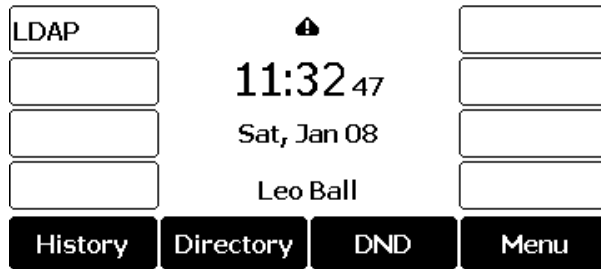 LDAP
11:32 47
Sat, Jan 08
Leo Ball
History Directory DND Menu